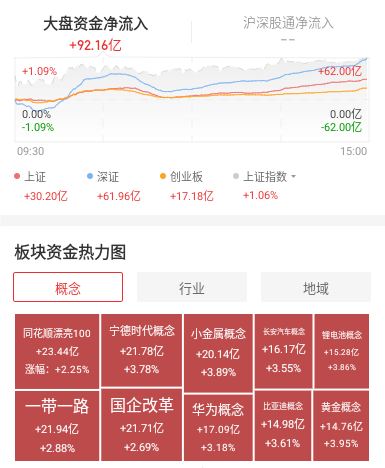 大盘资金净流入
沪深股通净流入
+92.16亿
--
+1.09%
+62.00亿
0.00%
0.00亿
-1.09%
-62.00亿
09:30
15:00
上证
深证
创业板
上证指数
+30.20亿
+61.96亿
+17.18亿
+1.06%
板块资金热力图
概念
行业
地域
同花顺漂亮100
+23.44亿
涨幅：+2.25%
宁德时代概念
+21.78亿
+3.78%
小金属概念
+20.14亿
+3.89%
长安汽车概念
+16.17亿
+3.55%
锂电池概念
+15.28亿
+3.86%
一带一路
+21.94亿
+2.88%
国企改革
+21.71亿
+2.69%
华为概念
+17.09亿
+3.18%
比亚迪概念
+14.98亿
+3.61%
黄金概念
+14.76亿
+3.95%